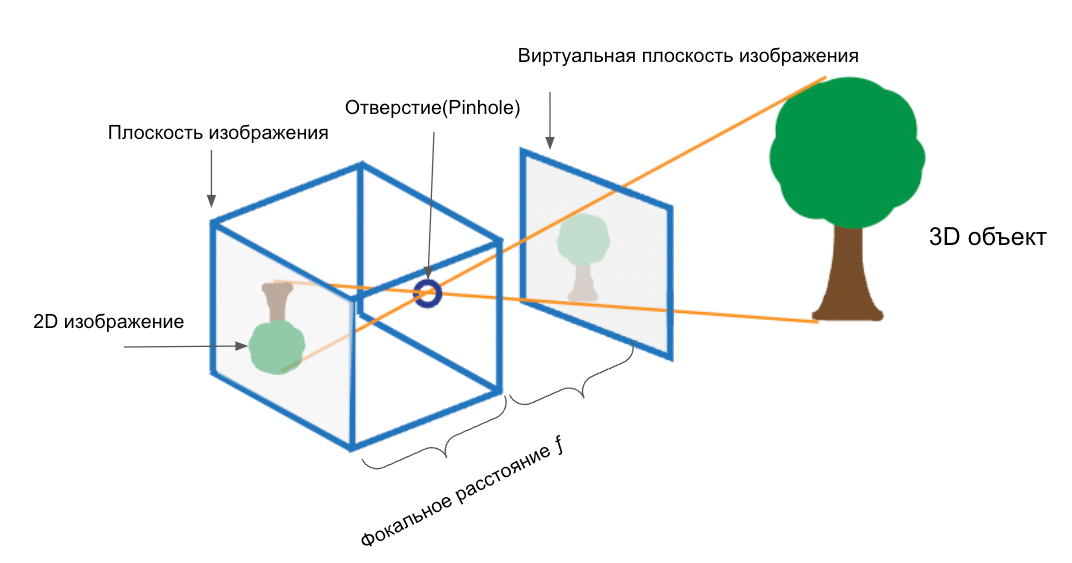 Виртуальная плоскость изображения
Отверстие(Pinhole)
Плоскость изображения
3D объект
2D изображение
Фокальное расстояние ƒ